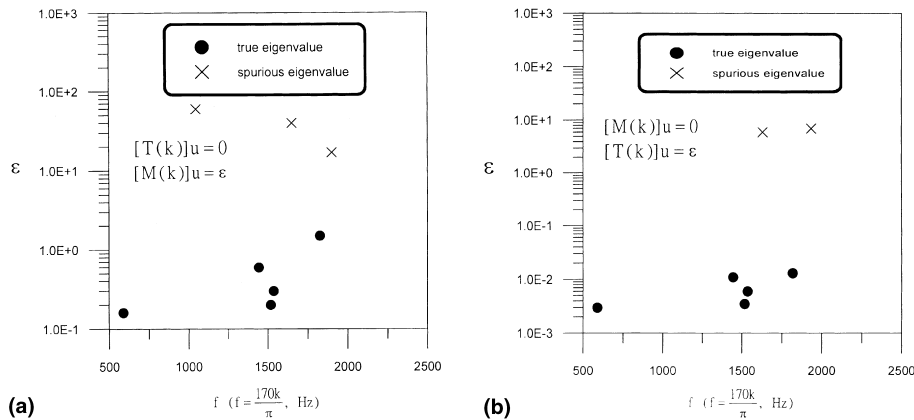 1.0E+3
true eigenvalue
spurious eigenvalue
1.0E+2
[T(k)]u=0
[M(k)]u=ε
1.0E+1
ε
1.0E+0
1.0E-1
500 1000 1500 2000 2500
(a)
f (f=170k/π, Hz)
1.0E+3
true eigenvalue
spurious eigenvalue
1.0E+2
1.0E+1
[M(k)]u=0
[T(k)]u=ε
1.0E+0
ε
1.0E-1
1.0E-2
1.0E-3
500 1000 1500 2000 2500
(b)
f (f=170k/π, Hz)